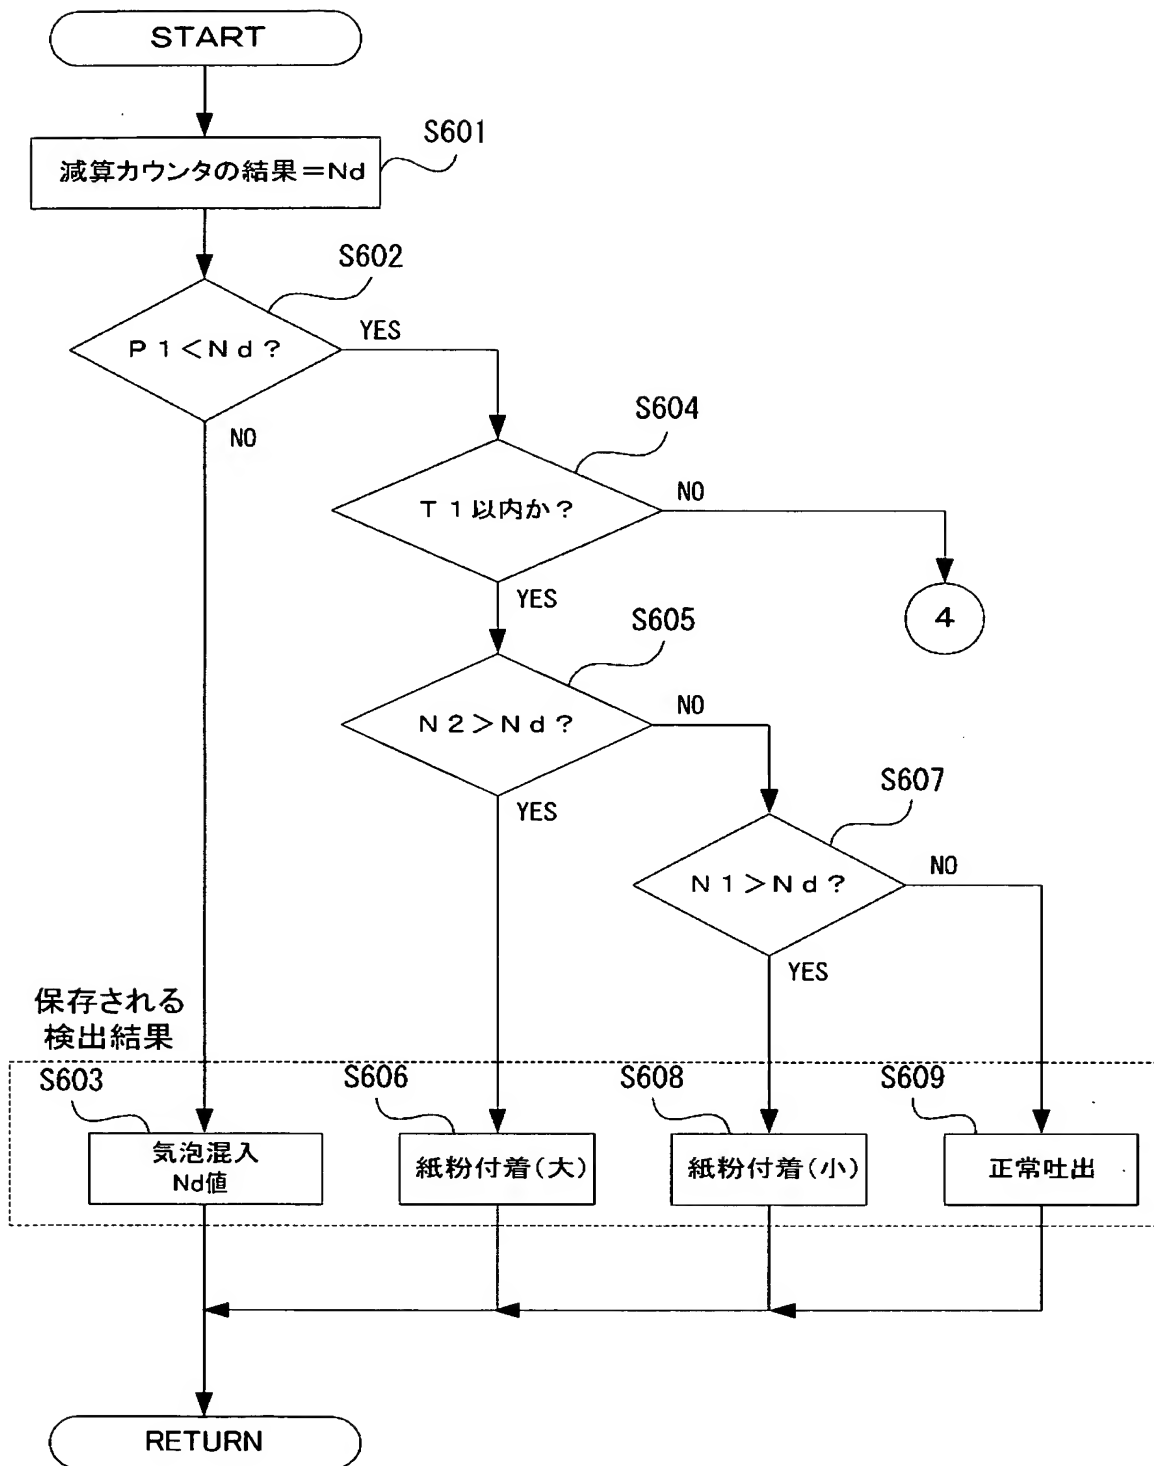 START
S601
減算カウンタの結果＝Nd
S602
P1＜Nd？
YES
NO
S604
T1以内か？
NO
YES
4
S605
N2＞Nd？
NO
YES
S607
N1＞Nd？
NO
YES
保存される
検出結果
S603
S606
S608
S609
気泡混入
Nd値
紙粉付着(大)
紙粉付着(小)
正常吐出
RETURN